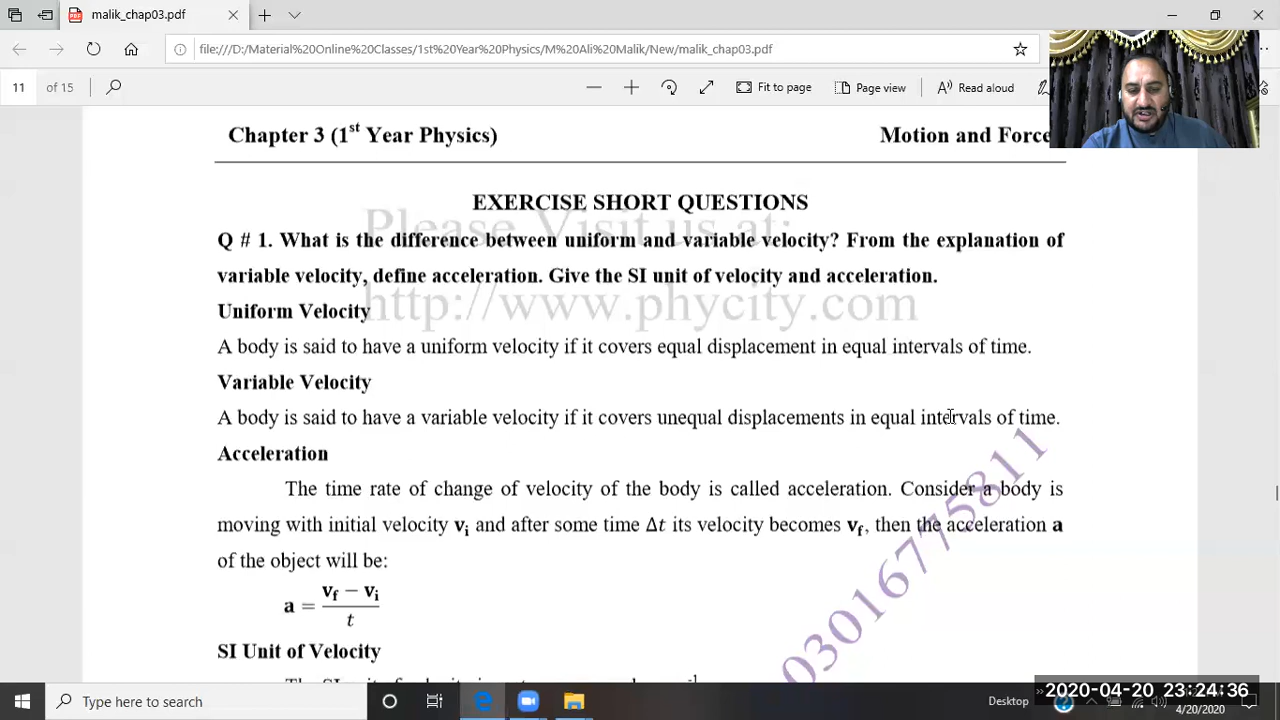 malik_chap03.pdf
file:///D:/Material%20Online%20Classes/1st%20Year%20Physics/M%20Ali%20Malik/New/malik_chap03.pdf
11 of 15
Fit to page
Page view
Read aloud
Chapter 3 (1st Year Physics)
Motion and Force
EXERCISE SHORT QUESTIONS
Please Visit us at:
Q # 1. What is the difference between uniform and variable velocity? From the explanation of
variable velocity, define acceleration. Give the SI unit of velocity and acceleration.
http://www.phycity.com
Uniform Velocity
A body is said to have a uniform velocity if it covers equal displacement in equal intervals of time.
Variable Velocity
A body is said to have a variable velocity if it covers unequal displacements in equal intervals of time.
Acceleration
The time rate of change of velocity of the body is called acceleration. Consider a body is
moving with initial velocity vi and after some time Δt its velocity becomes vf, then the acceleration a
of the object will be:
a = vf − vi
t
03016775811
SI Unit of Velocity
Type here to search
Desktop
2020-04-20 23:24:36
4/20/2020